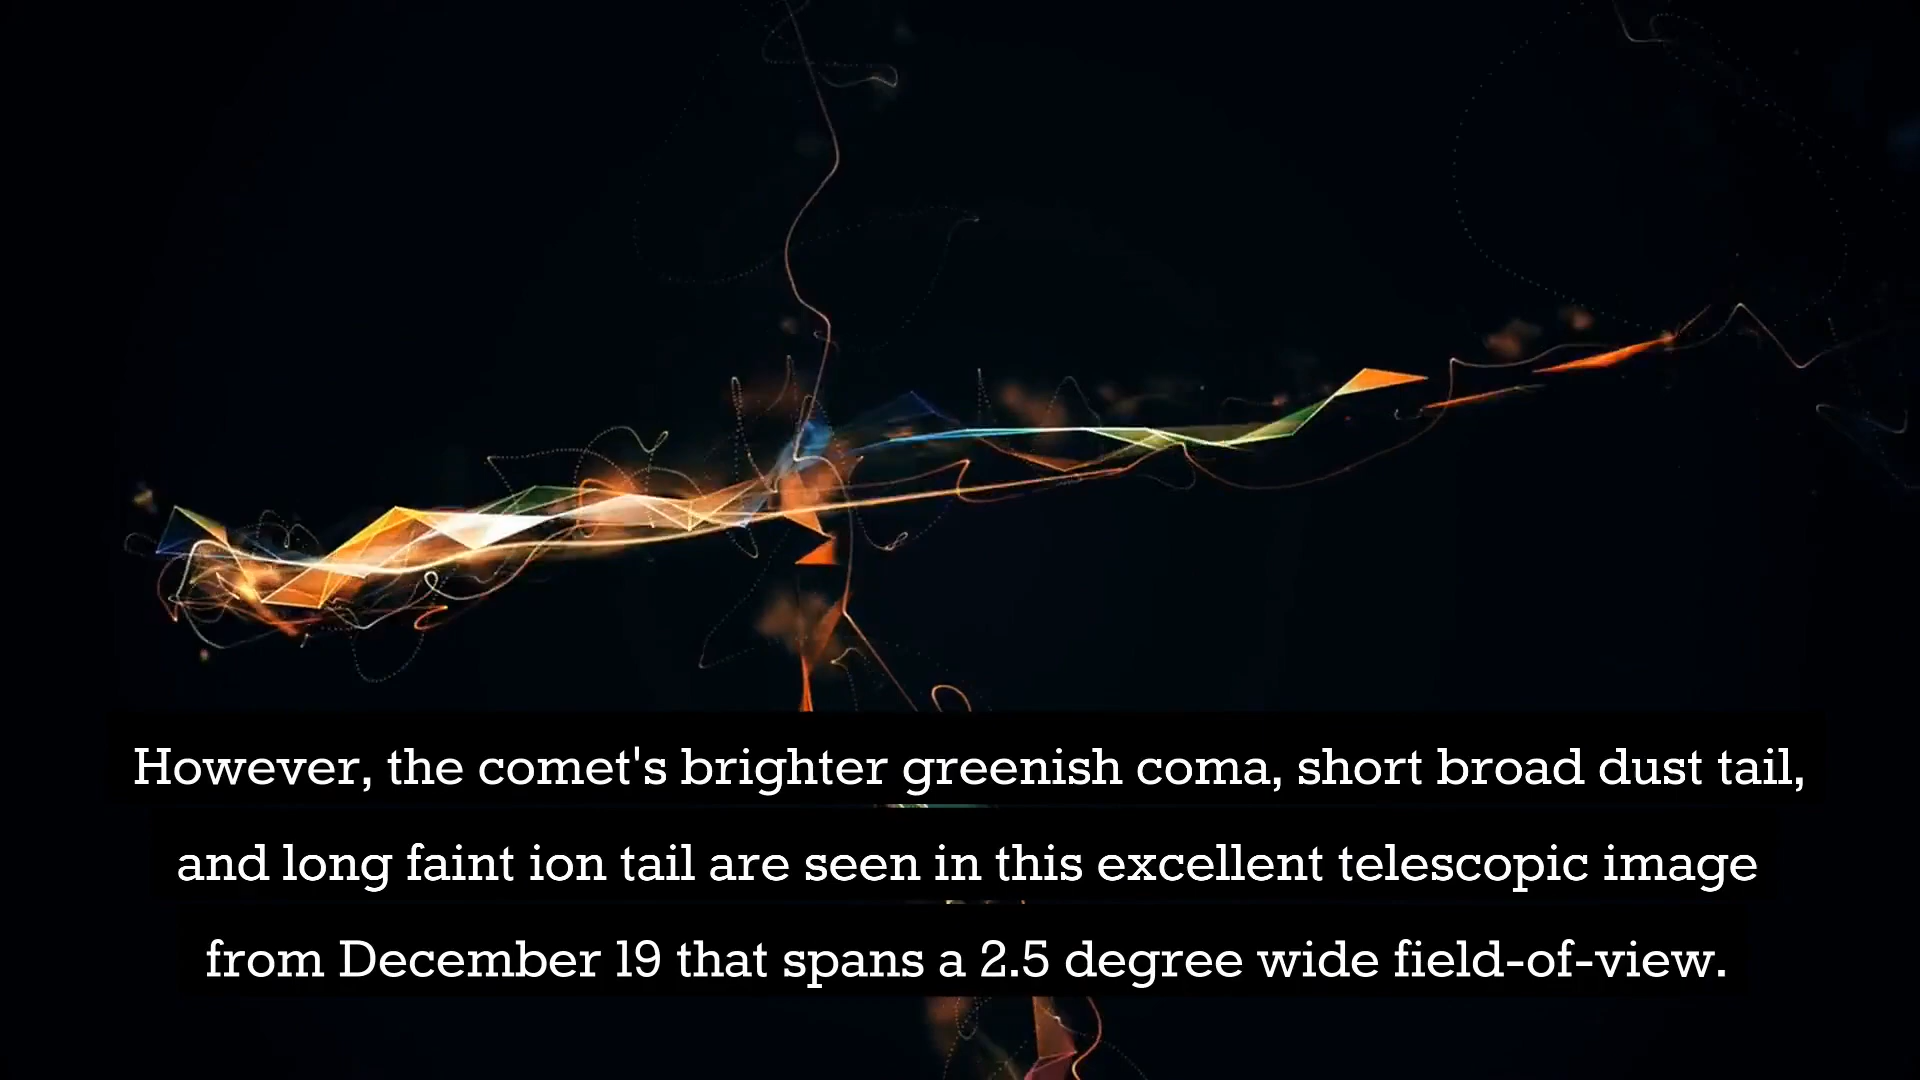 However, the comet's brighter greenish coma, short broad dust tail,
and long faint ion tail are seen in this excellent telescopic image
from December 19 that spans a 2.5 degree wide field-of-view.